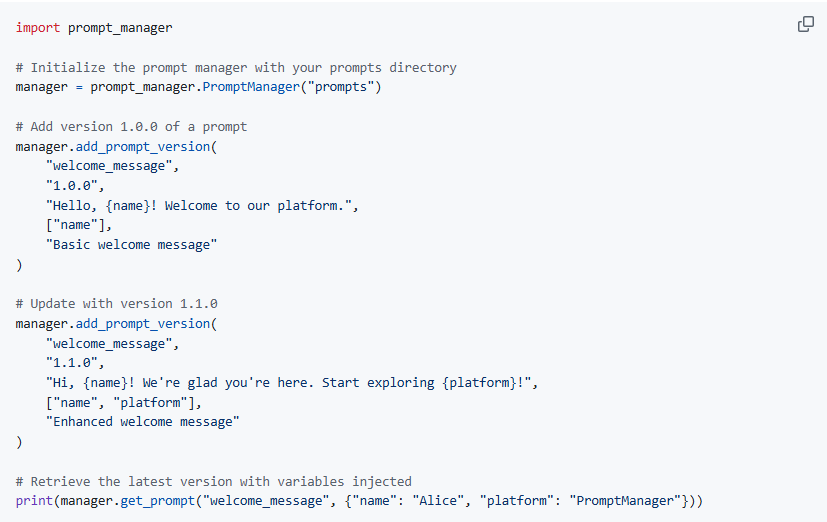 import prompt_manager
# Initialize the prompt manager with your prompts directory
manager = prompt_manager.PromptManager("prompts")
# Add version 1.0.0 of a prompt
manager.add_prompt_version(
    "welcome_message",
    "1.0.0",
    "Hello, {name}! Welcome to our platform.",
    ["name"],
    "Basic welcome message"
)
# Update with version 1.1.0
manager.add_prompt_version(
    "welcome_message",
    "1.1.0",
    "Hi, {name}! We're glad you're here. Start exploring {platform}!",
    ["name", "platform"],
    "Enhanced welcome message"
)
# Retrieve the latest version with variables injected
print(manager.get_prompt("welcome_message", {"name": "Alice", "platform": "PromptManager"}))